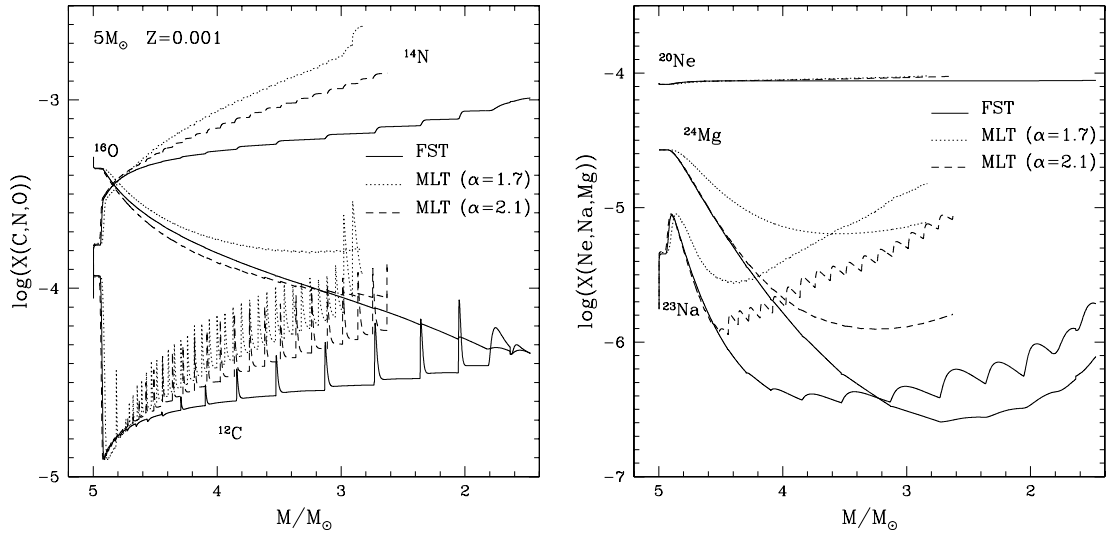 5M⊙ Z=0.001
¹⁴N
¹⁶O
FST
MLT (α=1.7)
MLT (α=2.1)
¹²C
log(X(C,N,O))
−3
−4
−5
5
4
3
2
M/M⊙
²⁰Ne
²⁴Mg
FST
MLT (α=1.7)
MLT (α=2.1)
²³Na
log(X(Ne,Na,Mg))
−4
−5
−6
−7
5
4
3
2
M/M⊙